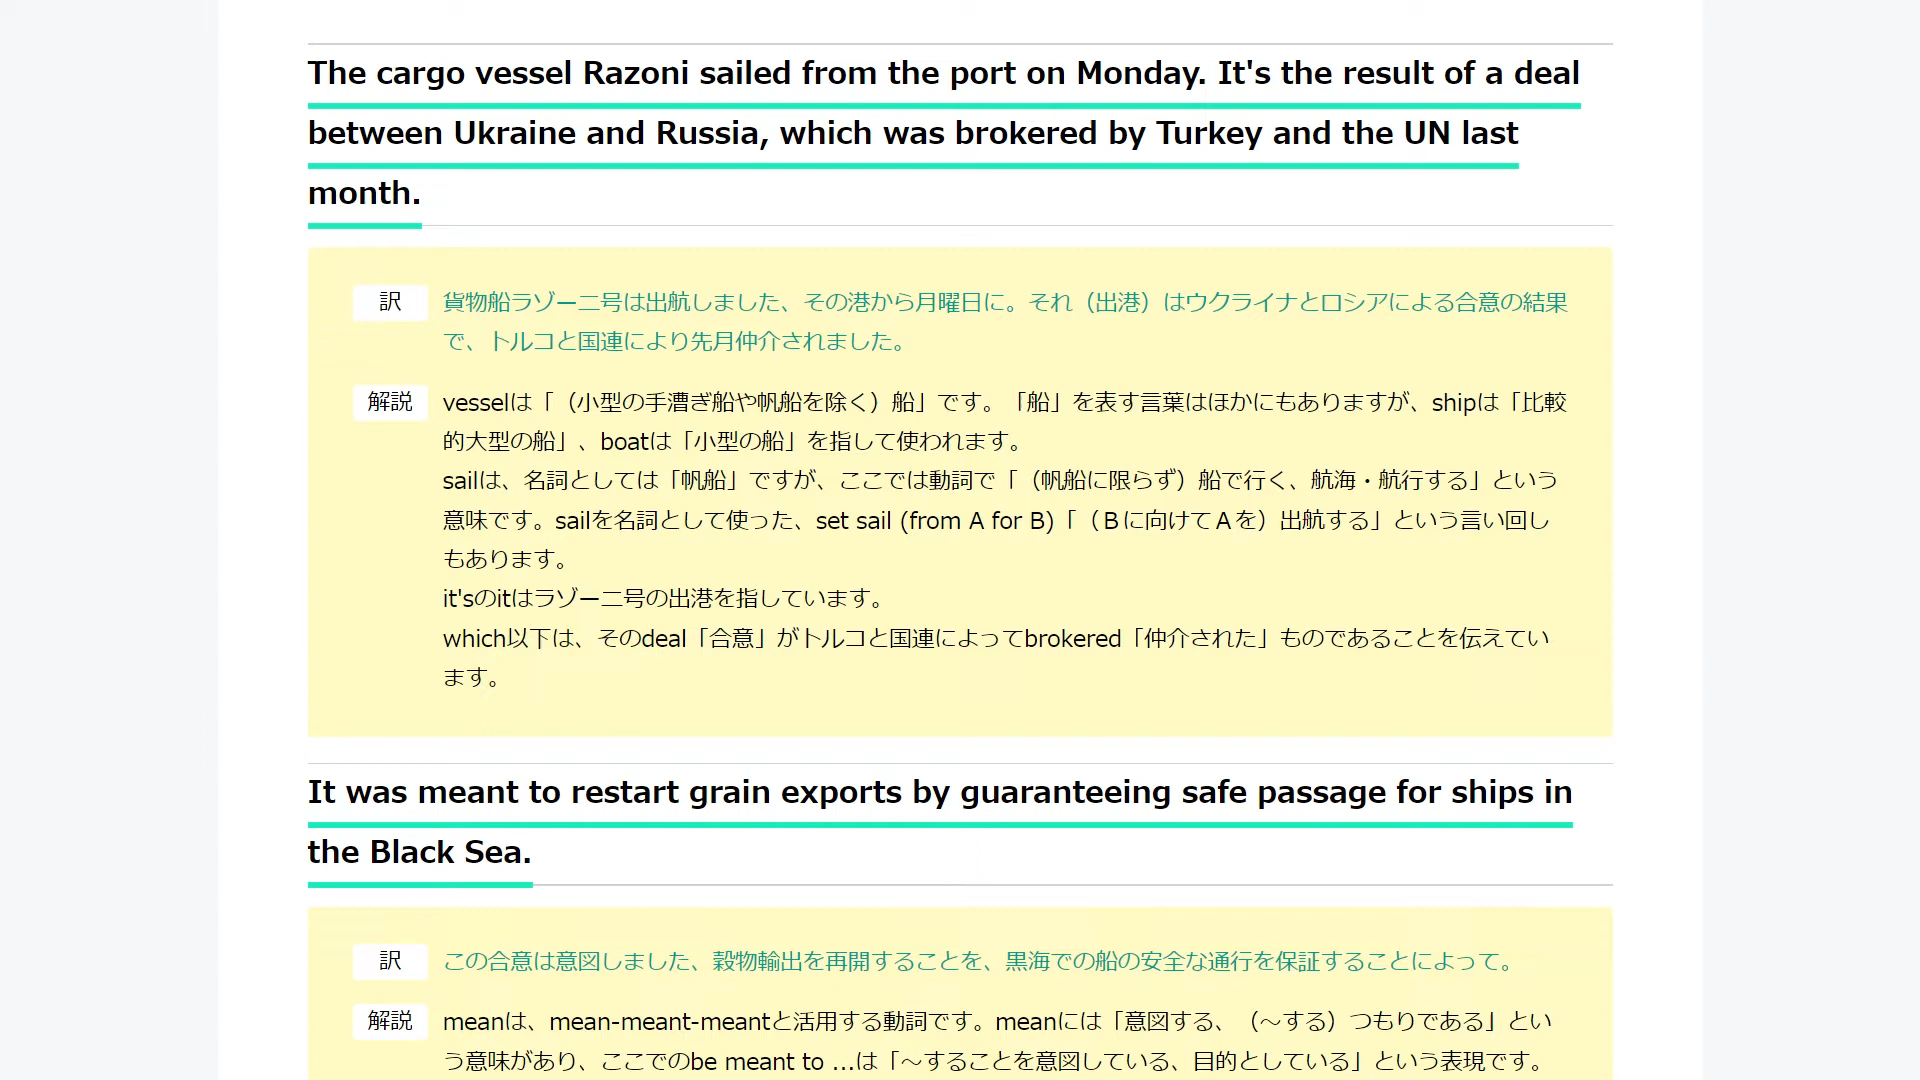 The cargo vessel Razoni sailed from the port on Monday. It's the result of a deal
between Ukraine and Russia, which was brokered by Turkey and the UN last
month.
訳
貨物船ラゾーニ号は出航しました、その港から月曜日に。それ（出港）はウクライナとロシアによる合意の結果
で、トルコと国連により先月仲介されました。
解説
vesselは「（小型の手漕ぎ船や帆船を除く）船」です。「船」を表す言葉はほかにもありますが、shipは「比較
的大型の船」、boatは「小型の船」を指して使われます。
sailは、名詞としては「帆船」ですが、ここでは動詞で「（帆船に限らず）船で行く、航海・航行する」という
意味です。sailを名詞として使った、set sail (from A for B)「（Ｂに向けてＡを）出航する」という言い回し
もあります。
it'sのitはラゾーニ号の出港を指しています。
which以下は、そのdeal「合意」がトルコと国連によってbrokered「仲介された」ものであることを伝えてい
ます。
It was meant to restart grain exports by guaranteeing safe passage for ships in
the Black Sea.
訳
この合意は意図しました、穀物輸出を再開することを、黒海での船の安全な通行を保証することによって。
解説
meanは、mean-meant-meantと活用する動詞です。meanには「意図する、（～する）つもりである」とい
う意味があり、ここでのbe meant to ...は「～することを意図している、目的としている」という表現です。